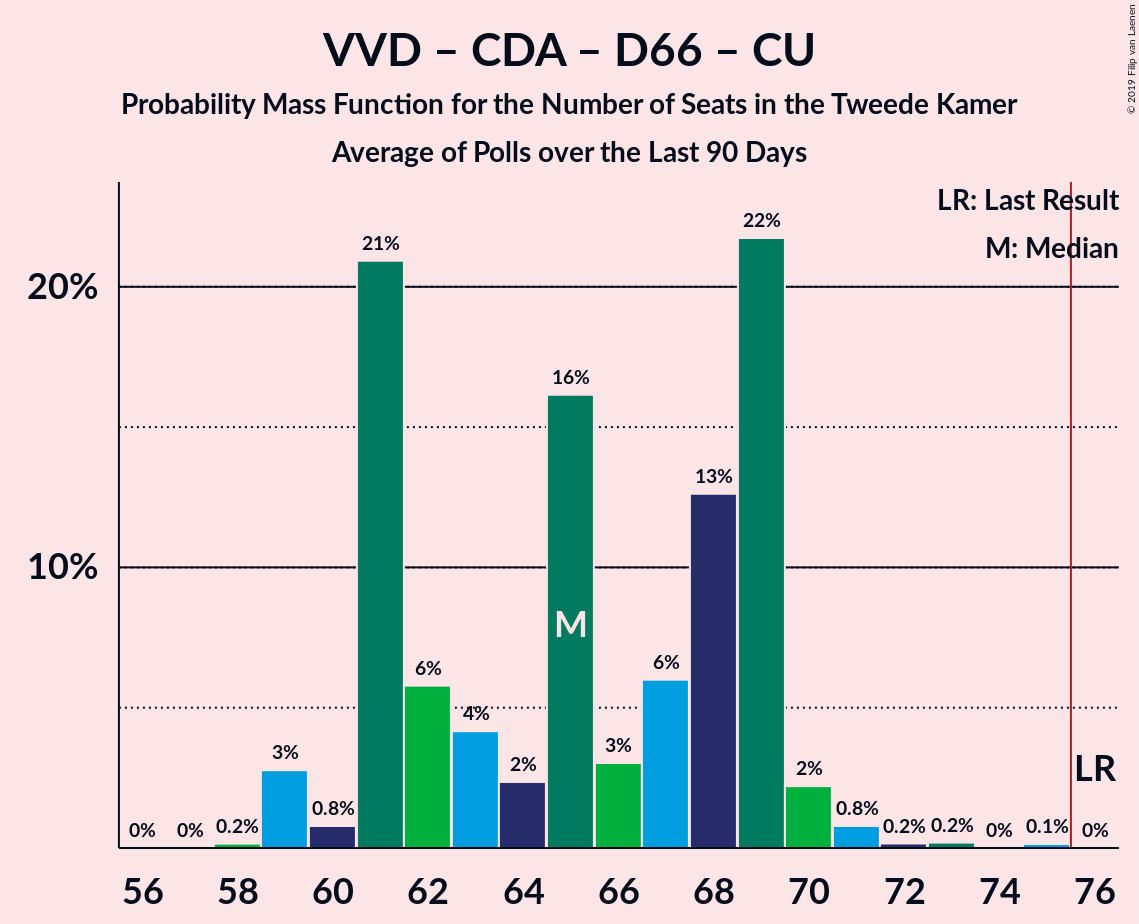 VVD – CDA – D66 – CU
Probability Mass Function for the Number of Seats in the Tweede Kamer
Average of Polls over the Last 90 Days
© 2019 Filip van Laenen
LR: Last Result
M: Median
20%
10%
0% 0% 0.2% 3% 0.8% 21% 6% 4% 2% 16% 3% 6% 13% 22% 2% 0.8% 0.2% 0.2% 0% 0.1% 0%
M
LR
56 58 60 62 64 66 68 70 72 74 76